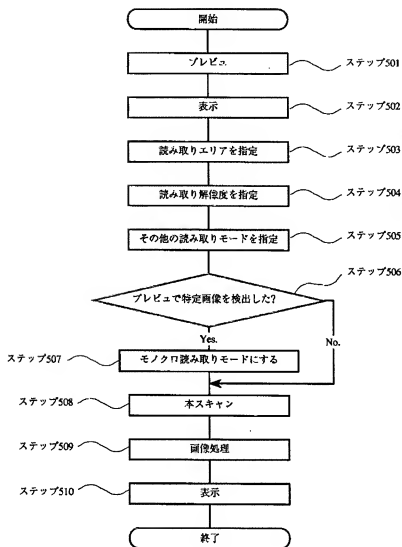 開始
プレビュ
ステップ501
表示
ステップ502
読み取りエリアを指定
ステップ503
読み取り解像度を指定
ステップ504
その他の読み取りモードを指定
ステップ505
ステップ506
プレビュで特定画像を検出した?
Yes.
No.
ステップ507
モノクロ読み取りモードにする
ステップ508
本スキャン
ステップ509
画像処理
ステップ510
表示
終了